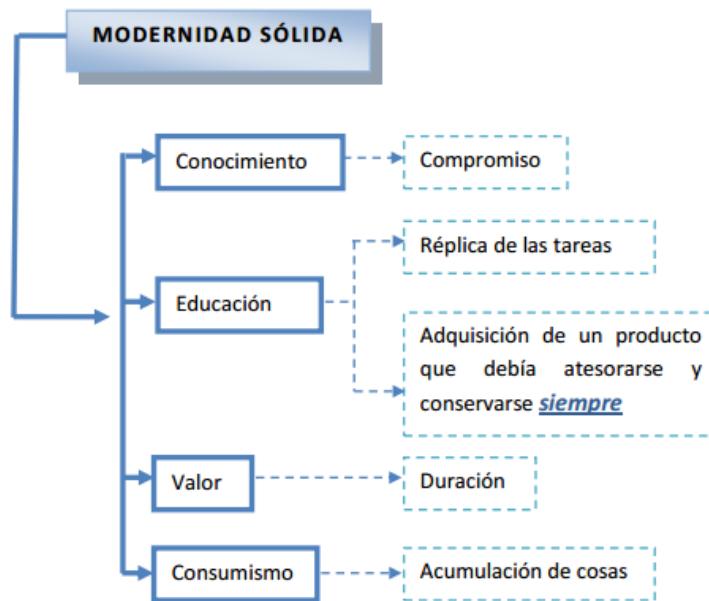 MODERNIDAD SÓLIDA
Conocimiento
Compromiso
Educación
Réplica de las tareas
Adquisición de un producto
que debía atesorarse y
conservarse siempre
Valor
Duración
Consumismo
Acumulación de cosas